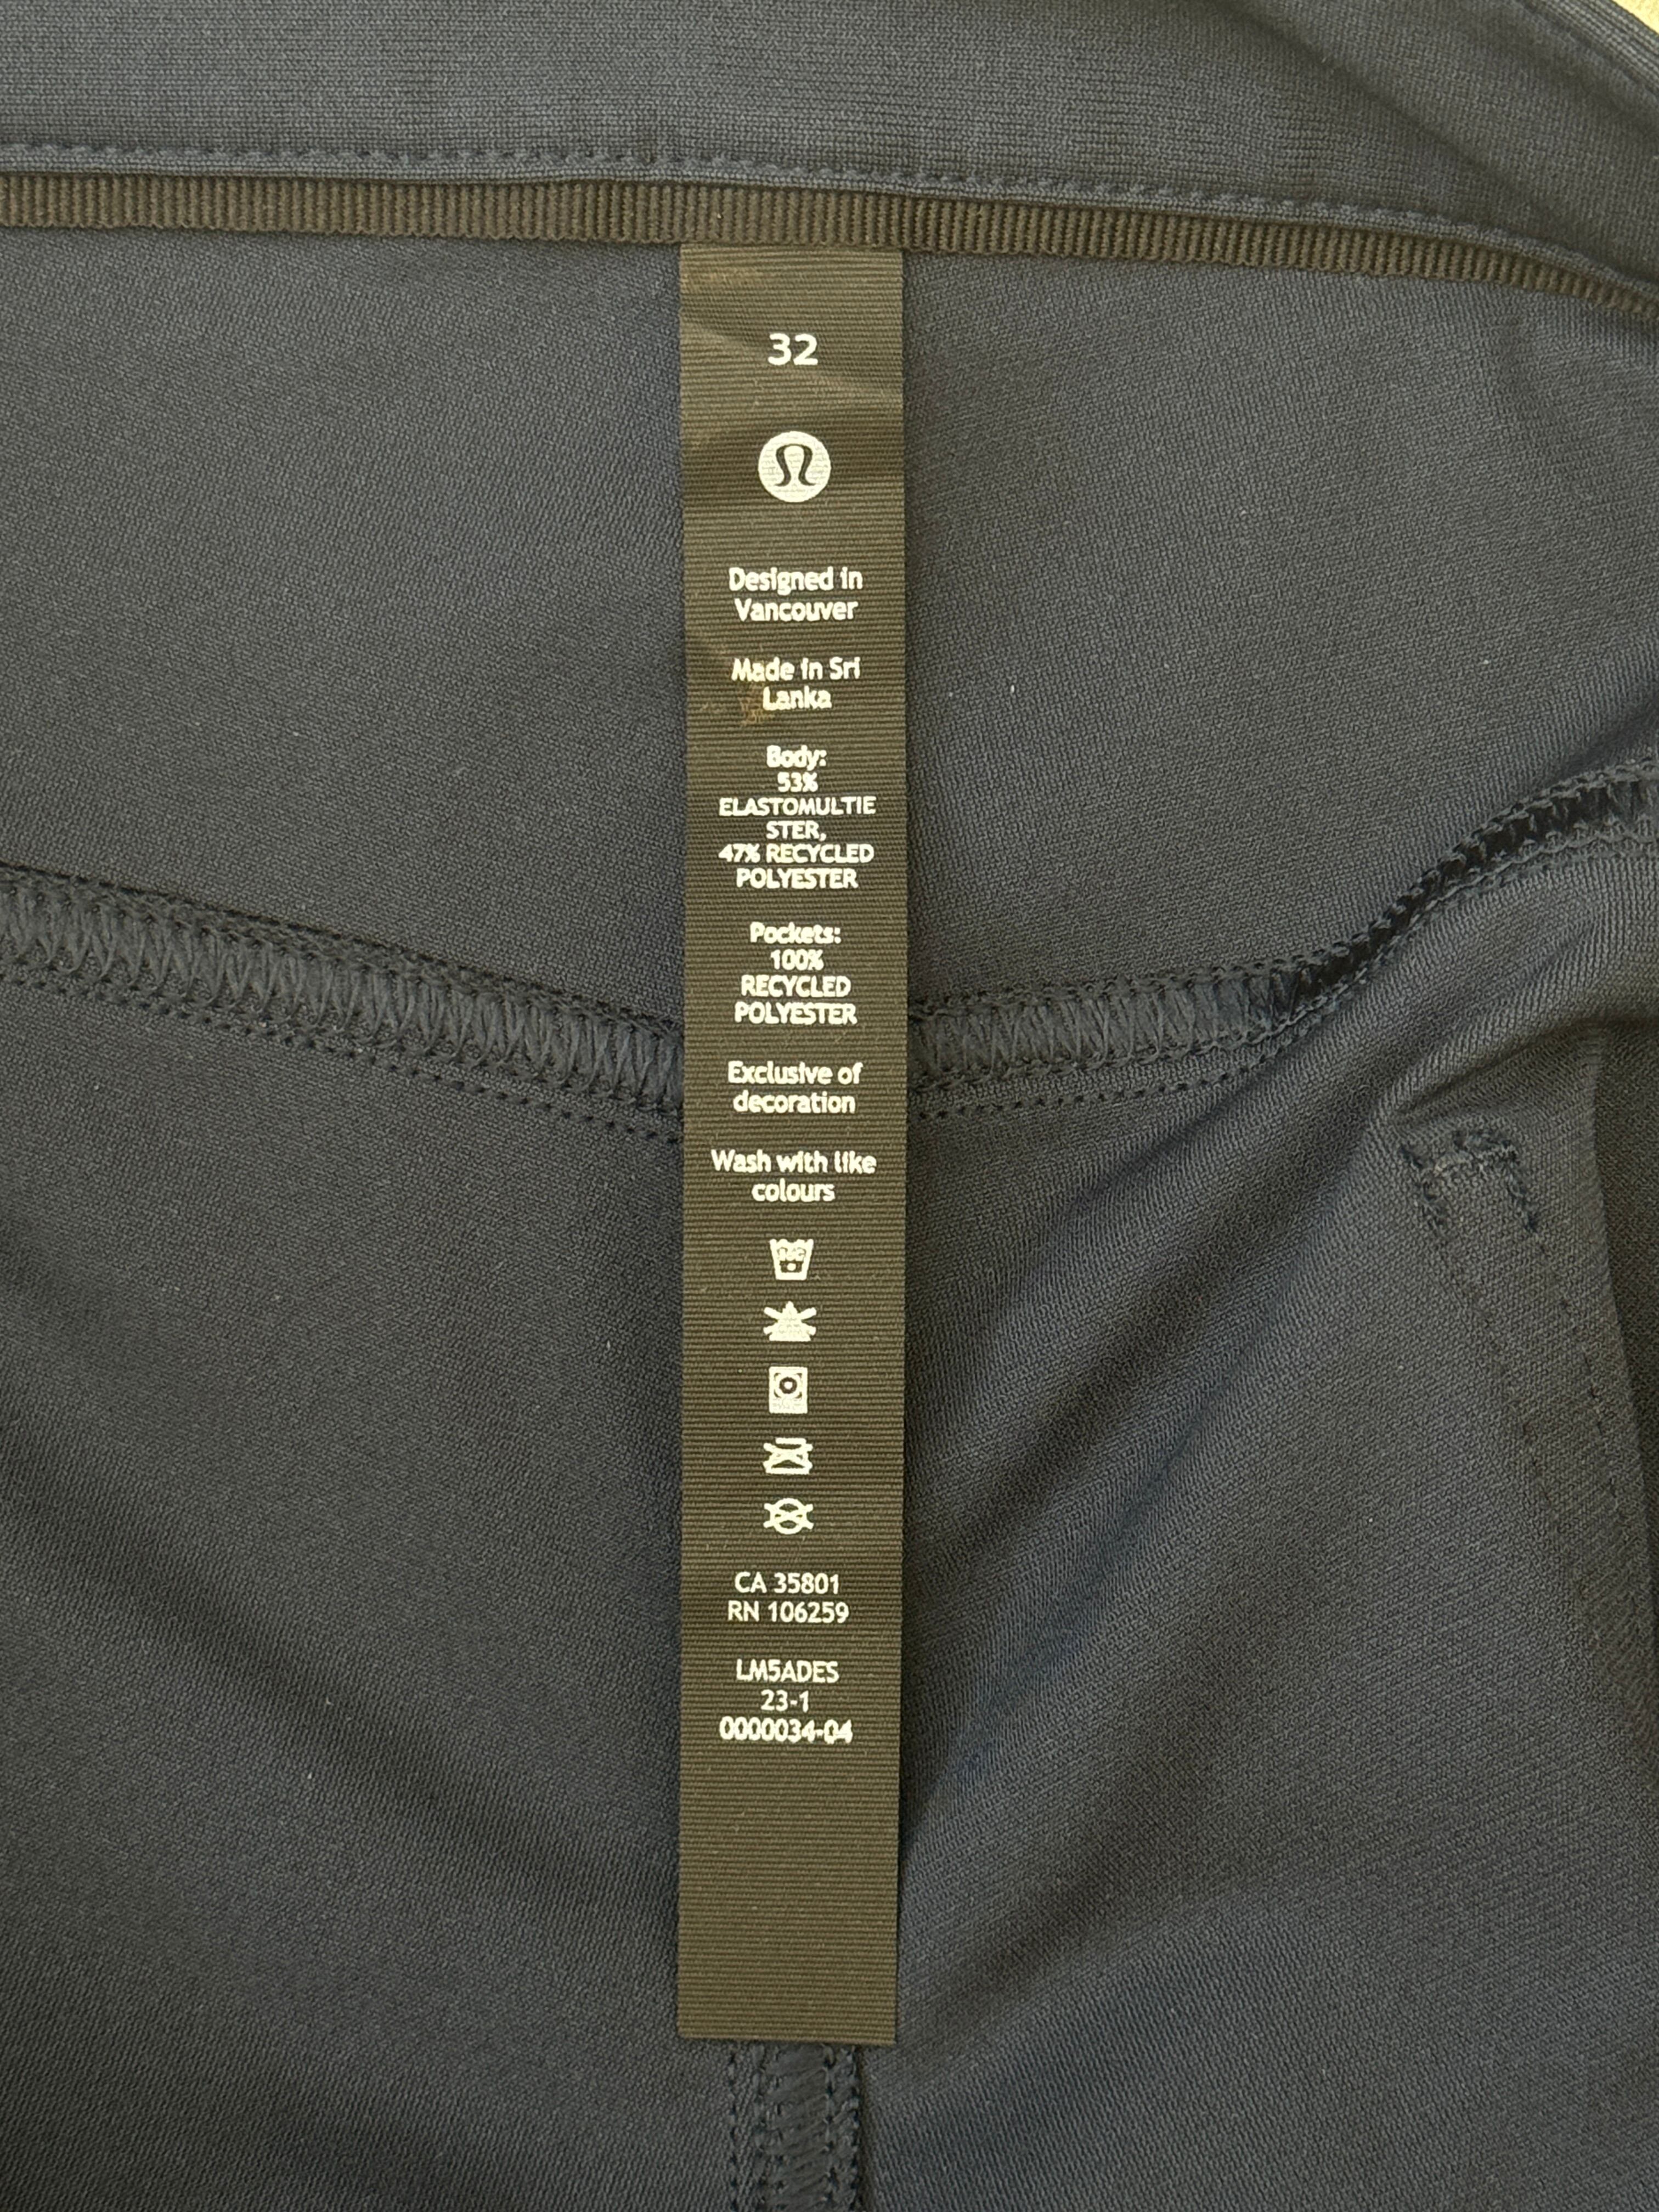 32
Designed in
Vancouver
Made in Sri
Lanka
Body:
53%
ELASTOMULTIE
STER,
47% RECYCLED
POLYESTER
Pockets:
100%
RECYCLED
POLYESTER
Exclusive of
decoration
Wash with like
colours
CA 35801
RN 106259
LM5ADES
23-1
0000034-04